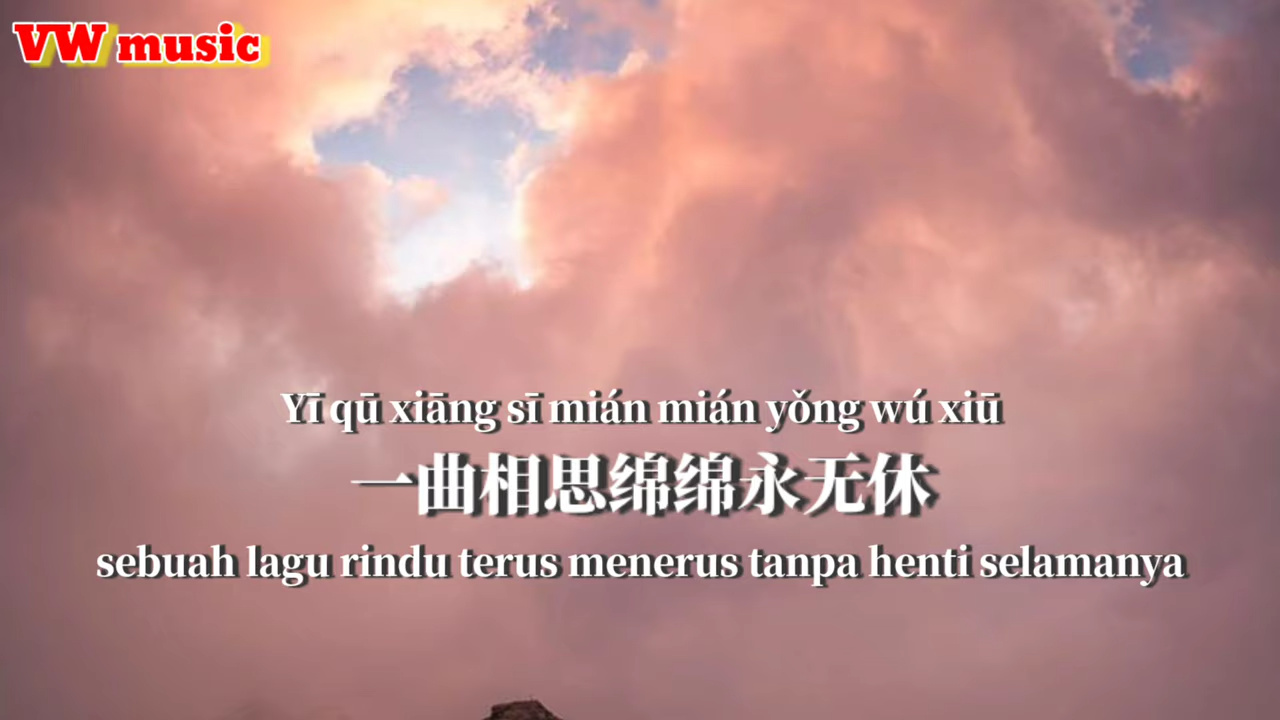 VW music
Yī qū xiāng sī mián mián yǒng wú xiū
一曲相思绵绵永无休
sebuah lagu rindu terus menerus tanpa henti selamanya